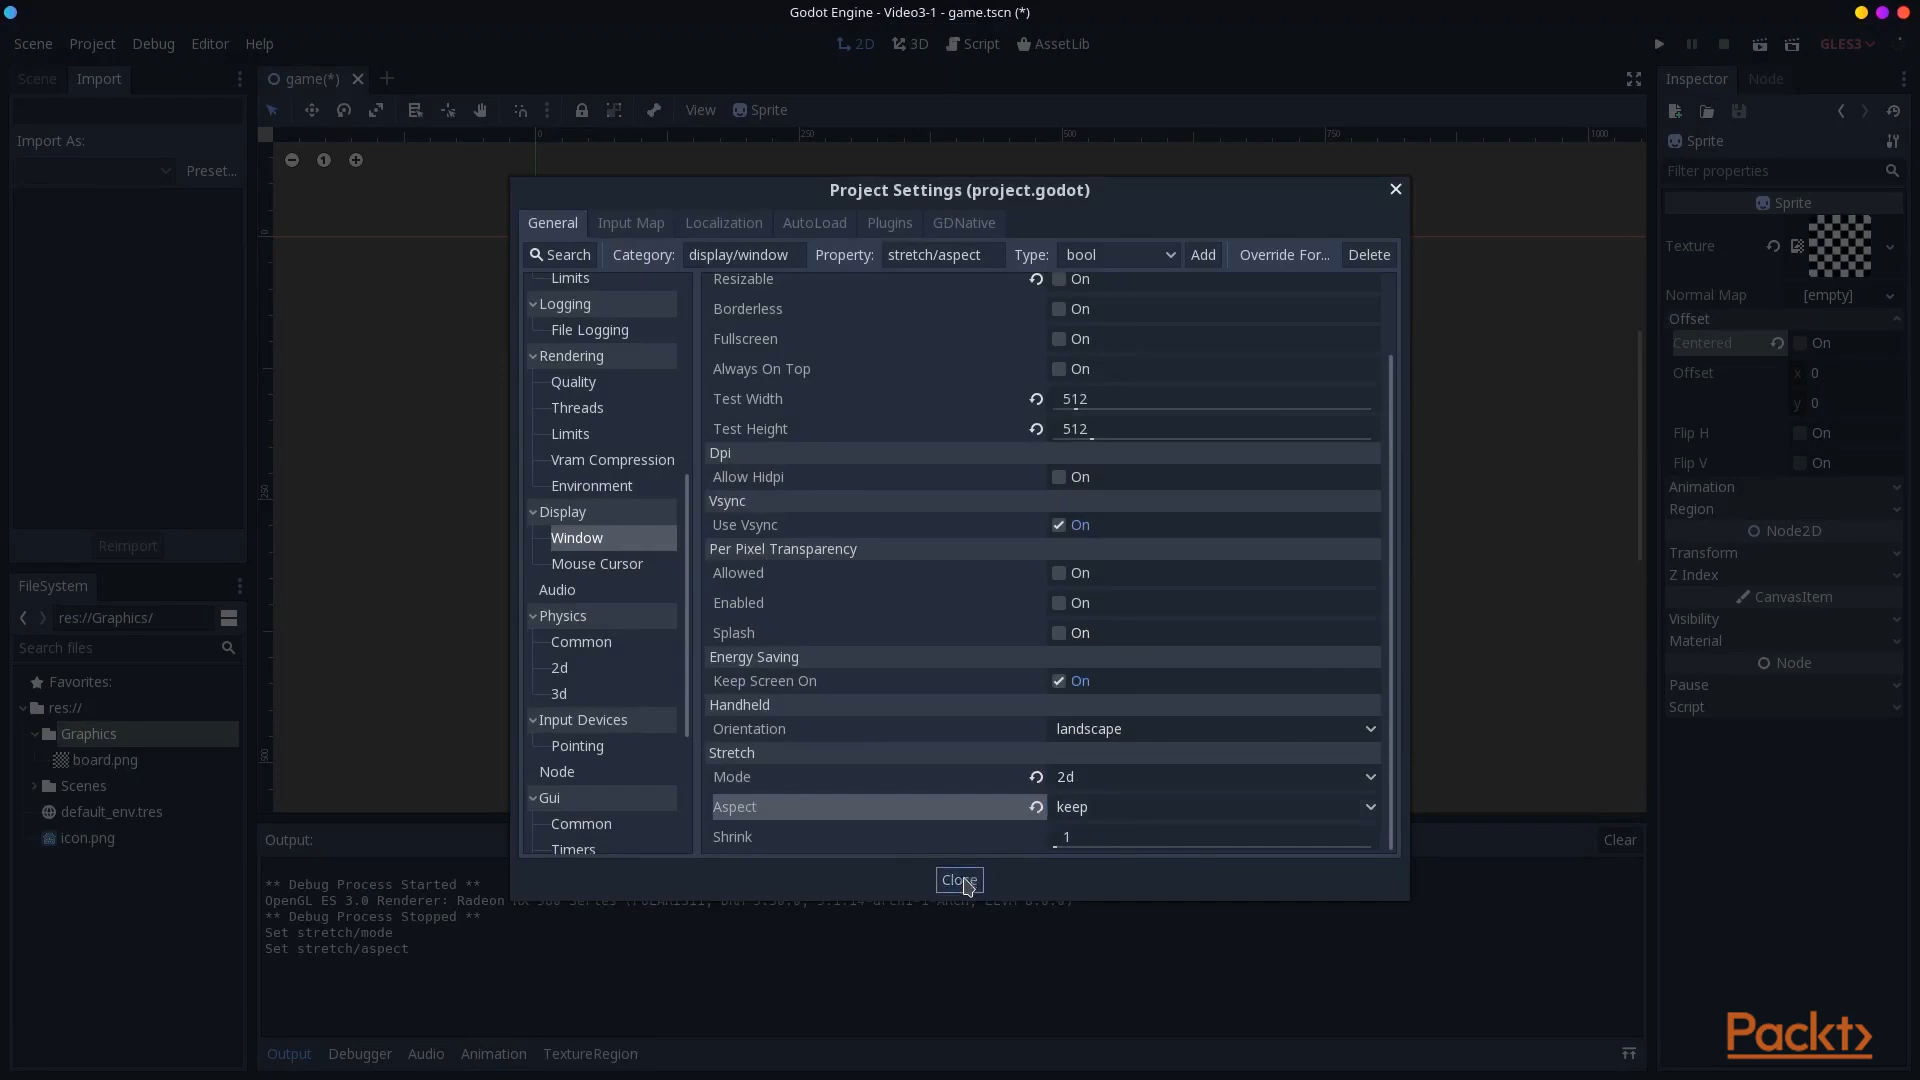 Godot Engine - Video3-1 - game.tscn (*)
Scene Project Debug Editor Help
2D 3D Script AssetLib
GLES3
Scene Import
game(*)
Inspector Node
View Sprite
Import As:
Preset...
0 250 500 750 1000
Sprite
Filter properties
Project Settings (project.godot)
General Input Map Localization AutoLoad Plugins GDNative
Search Category: display/window Property: stretch/aspect Type: bool Add Override For... Delete
Limits
Logging
File Logging
Rendering
Quality
Threads
Limits
Vram Compression
Environment
Display
Window
Mouse Cursor
Audio
Physics
Common
2d
3d
Input Devices
Pointing
Node
Gui
Common
Timers
Resizable On
Borderless On
Fullscreen On
Always On Top On
Test Width 512
Test Height 512
Dpi
Allow Hidpi On
Vsync
Use Vsync On
Per Pixel Transparency
Allowed On
Enabled On
Splash On
Energy Saving
Keep Screen On On
Handheld
Orientation landscape
Stretch
Mode 2d
Aspect keep
Shrink 1
Close
Sprite
Texture
Normal Map [empty]
Offset
Centered On
Offset x 0
y 0
Flip H On
Flip V On
Animation
Region
Node2D
Transform
Z Index
CanvasItem
Visibility
Material
Node
Pause
Script
Reimport
FileSystem
res://Graphics/
Search files
Favorites:
res://
Graphics
board.png
Scenes
default_env.tres
icon.png
Output:
Clear
** Debug Process Started **
OpenGL ES 3.0 Renderer: Radeon
** Debug Process Stopped **
Set stretch/mode
Set stretch/aspect
Output Debugger Audio Animation TextureRegion
Packt>